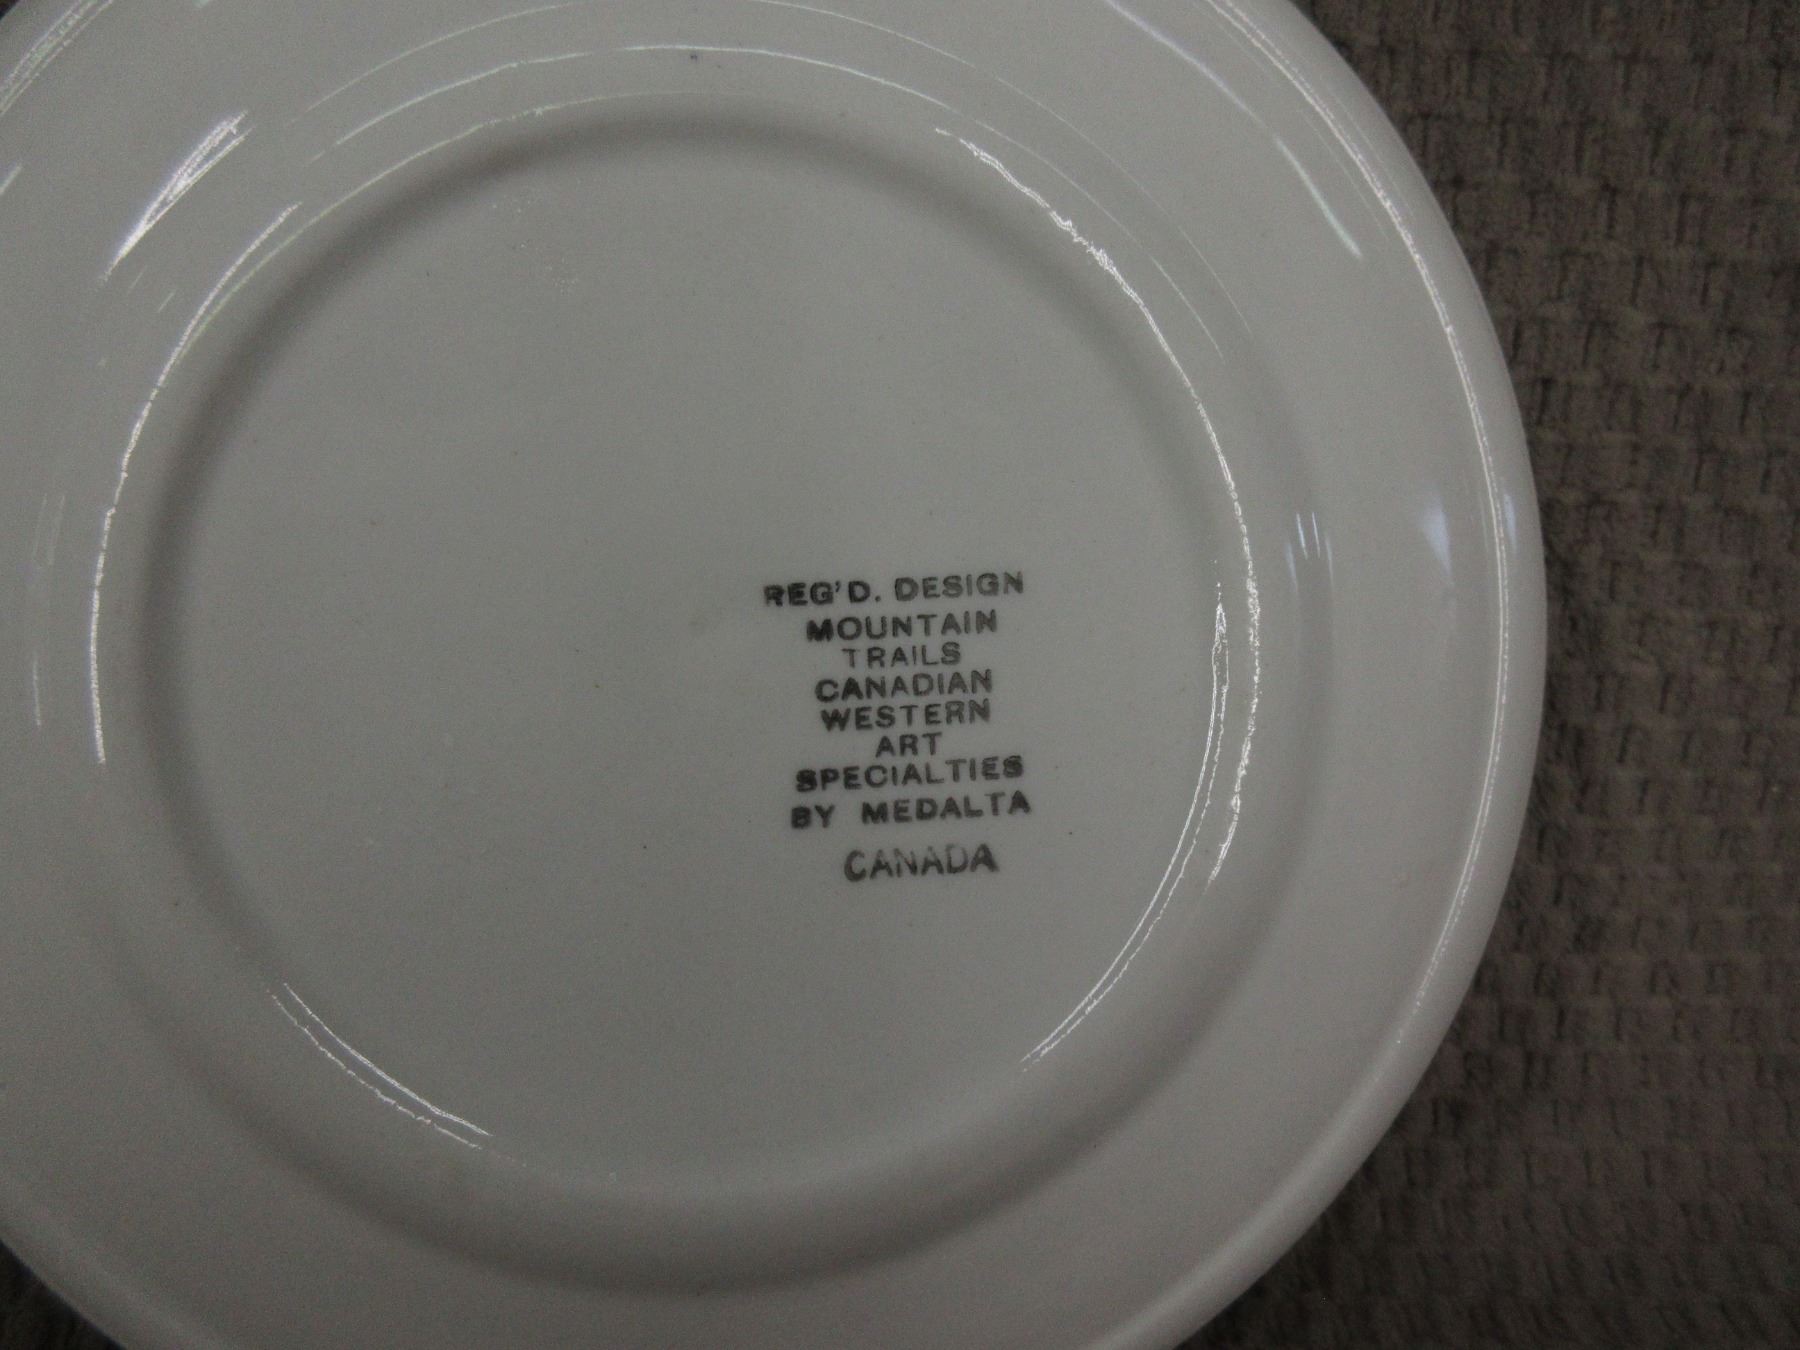 REG'D. DESIGN
MOUNTAIN
TRAILS
CANADIAN
WESTERN
ART
SPECIALTIES
BY MEDALTA
CANADA